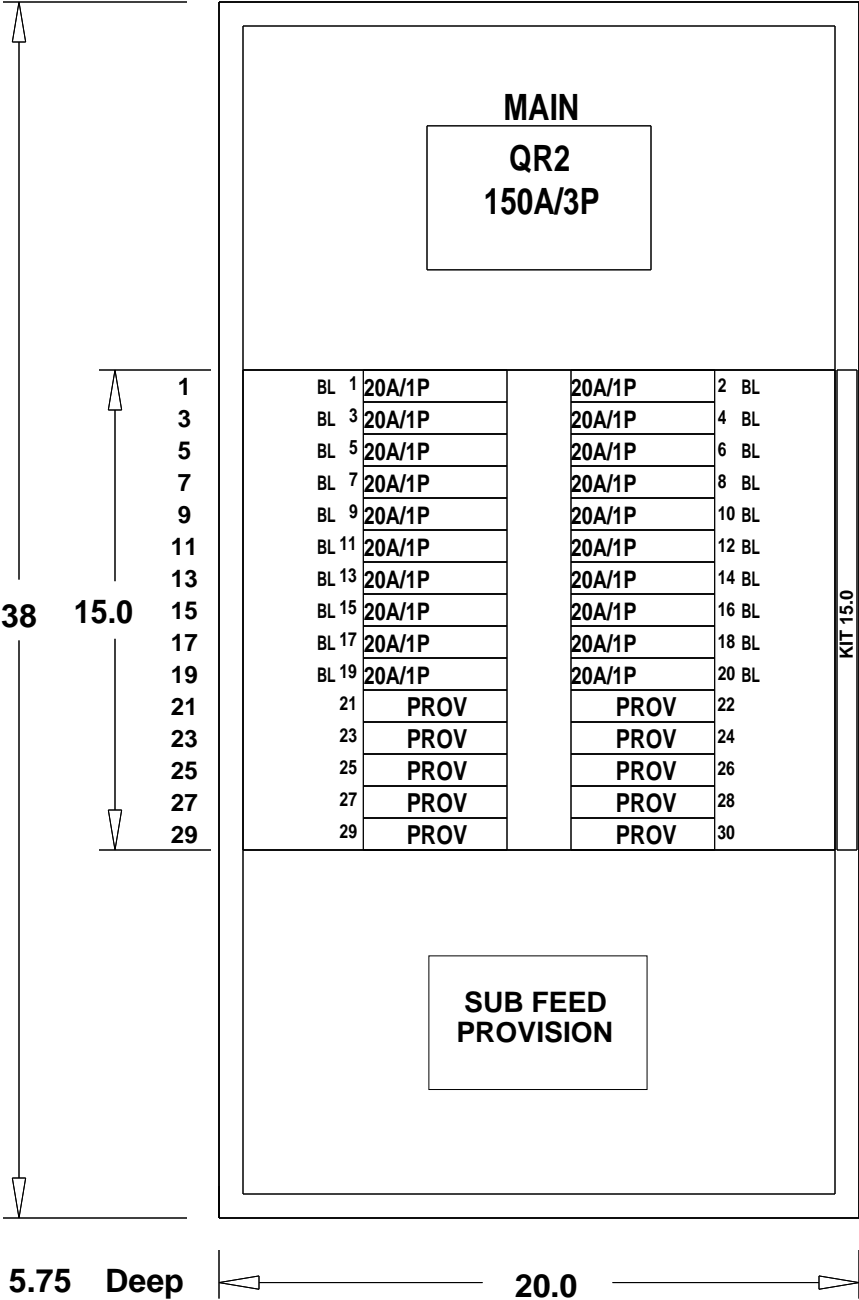 MAIN
QR2
150A/3P
1 BL 1 20A/1P 20A/1P 2 BL
3 BL 3 20A/1P 20A/1P 4 BL
5 BL 5 20A/1P 20A/1P 6 BL
7 BL 7 20A/1P 20A/1P 8 BL
9 BL 9 20A/1P 20A/1P 10 BL
11 BL 11 20A/1P 20A/1P 12 BL
13 BL 13 20A/1P 20A/1P 14 BL
38 15.0 15 BL 15 20A/1P 20A/1P 16 BL KIT 15.0
17 BL 17 20A/1P 20A/1P 18 BL
19 BL 19 20A/1P 20A/1P 20 BL
21 21 PROV PROV 22
23 23 PROV PROV 24
25 25 PROV PROV 26
27 27 PROV PROV 28
29 29 PROV PROV 30
SUB FEED
PROVISION
5.75 Deep 20.0